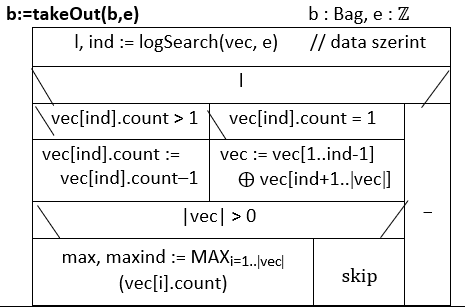 b:=takeOut(b,e) b : Bag, e : ℤ
l, ind := logSearch(vec, e) // data szerint
l
vec[ind].count > 1 vec[ind].count = 1
vec[ind].count := vec := vec[1..ind-1]
vec[ind].count–1 ⊕ vec[ind+1..|vec|]
|vec| > 0 –
max, maxind := MAXi=1..|vec|
(vec[i].count) skip